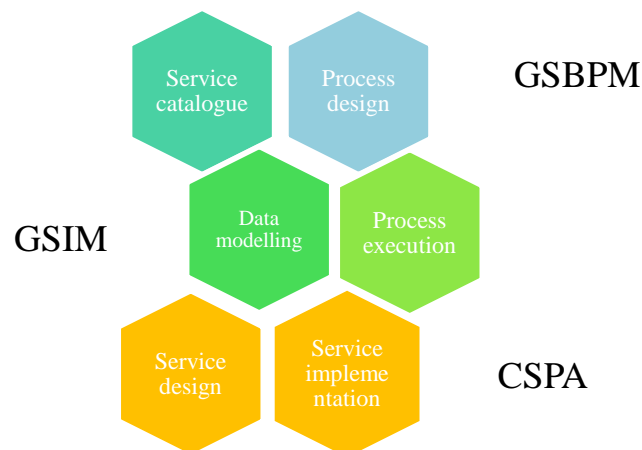 Service
catalogue
Process
design
GSBPM
GSIM
Data
modelling
Process
execution
Service
design
Service
impleme
ntation
CSPA